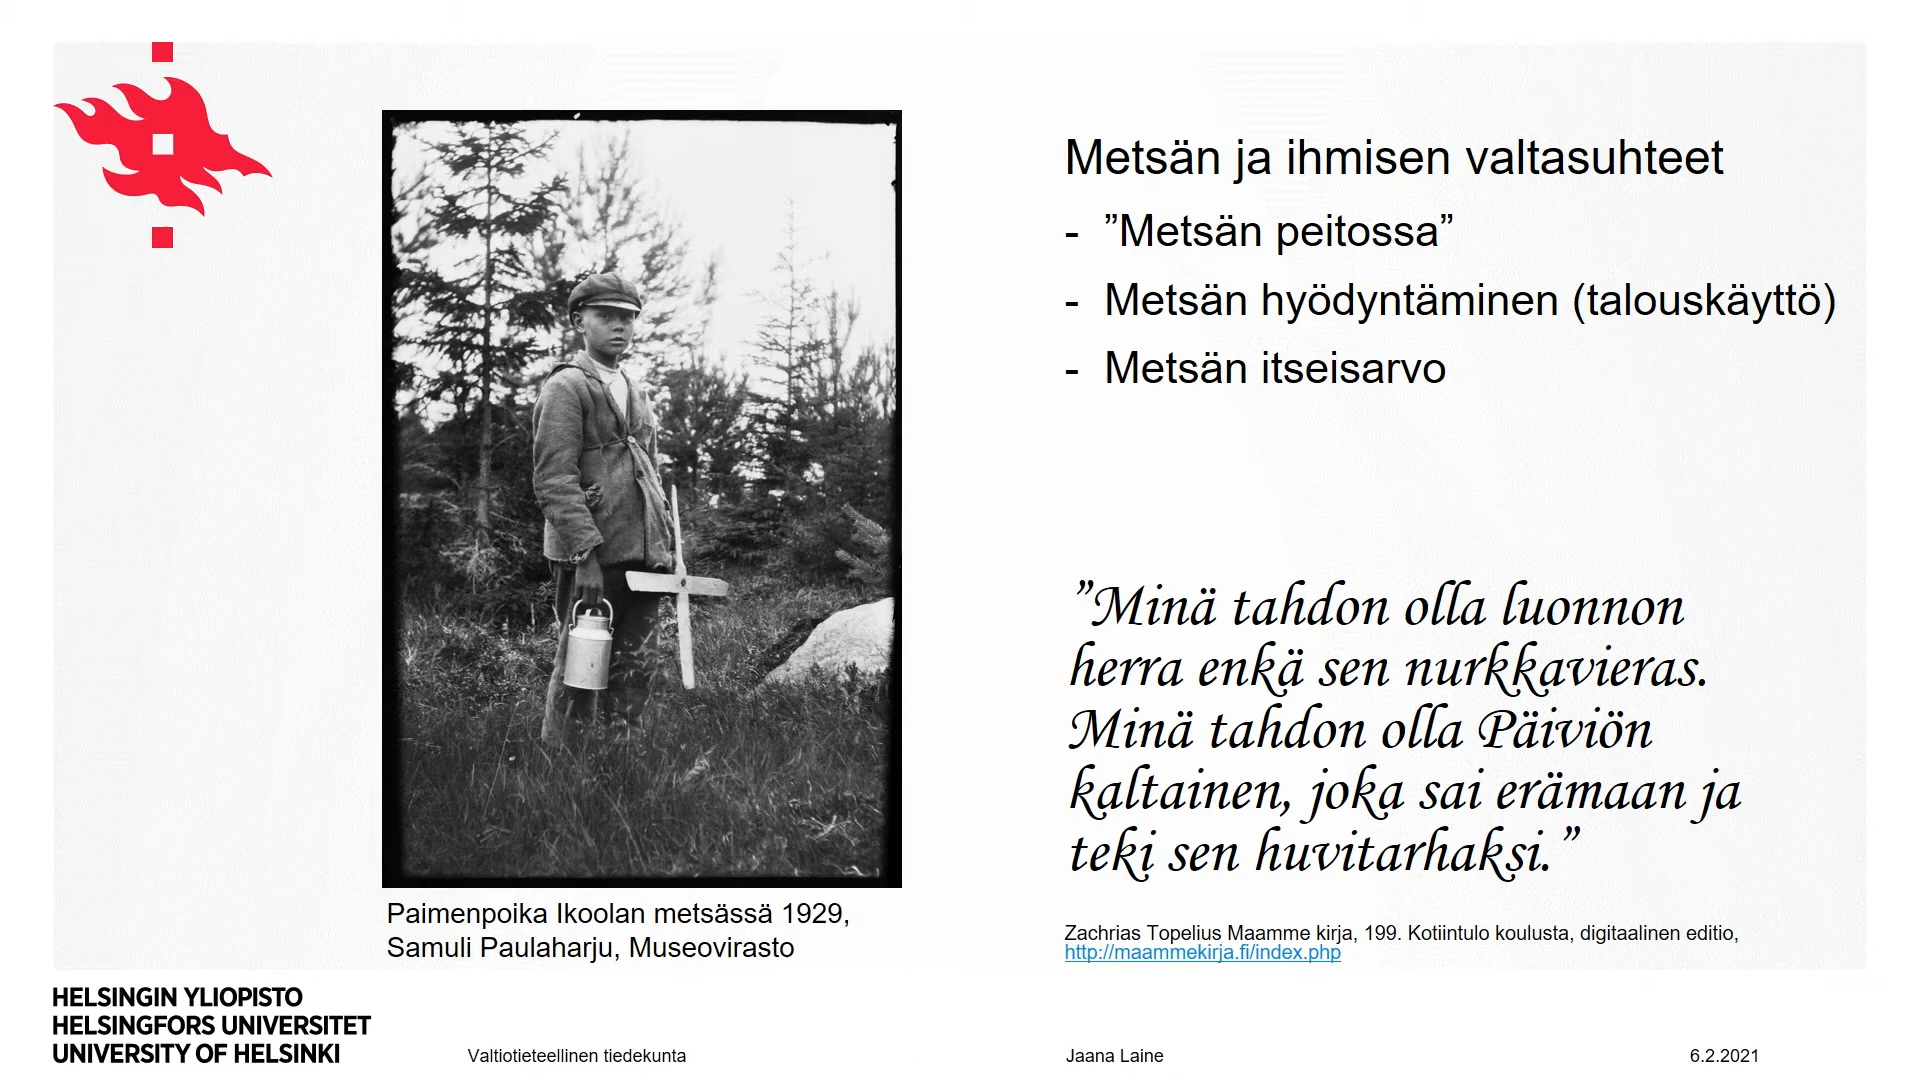 Metsän ja ihmisen valtasuhteet
- ”Metsän peitossa”
- Metsän hyödyntäminen (talouskäyttö)
- Metsän itseisarvo
”Minä tahdon olla luonnon
herra enkä sen nurkkavieras.
Minä tahdon olla Päiviön
kaltainen, joka sai erämaan ja
teki sen huvitarhaksi.”
Zachrias Topelius Maamme kirja, 199. Kotiintulo koulusta, digitaalinen editio,
http://maammekirja.fi/index.php
Paimenpoika Ikoolan metsässä 1929,
Samuli Paulaharju, Museovirasto
HELSINGIN YLIOPISTO
HELSINGFORS UNIVERSITET
UNIVERSITY OF HELSINKI
Valtiotieteellinen tiedekunta
Jaana Laine
6.2.2021